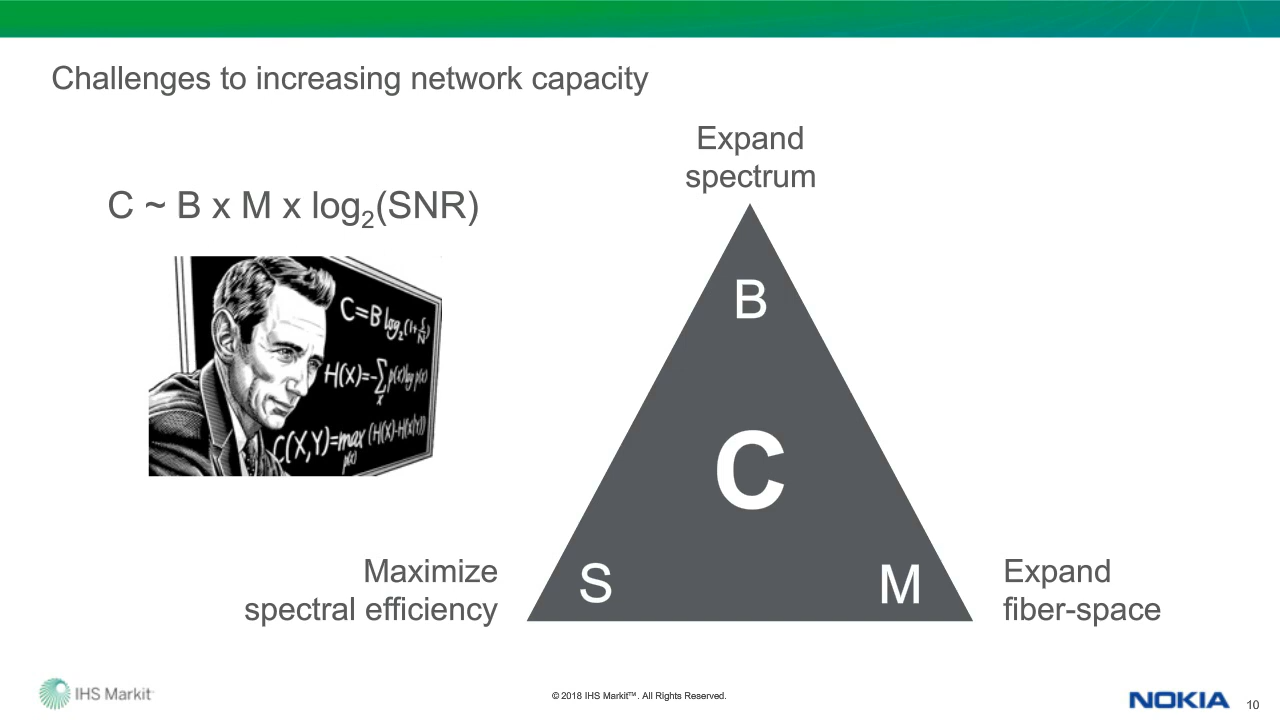 Challenges to increasing network capacity
Expand
spectrum
C ~ B x M x log₂(SNR)
C=B log₂(1+S/N)
H(X)=-∑ p(x) log p(x)
x
C(X,Y)=max (H(X)-H(X|Y))
p(x)
B
C
S
M
Maximize
spectral efficiency
Expand
fiber-space
IHS Markit™
© 2018 IHS Markit™. All Rights Reserved.
NOKIA
10